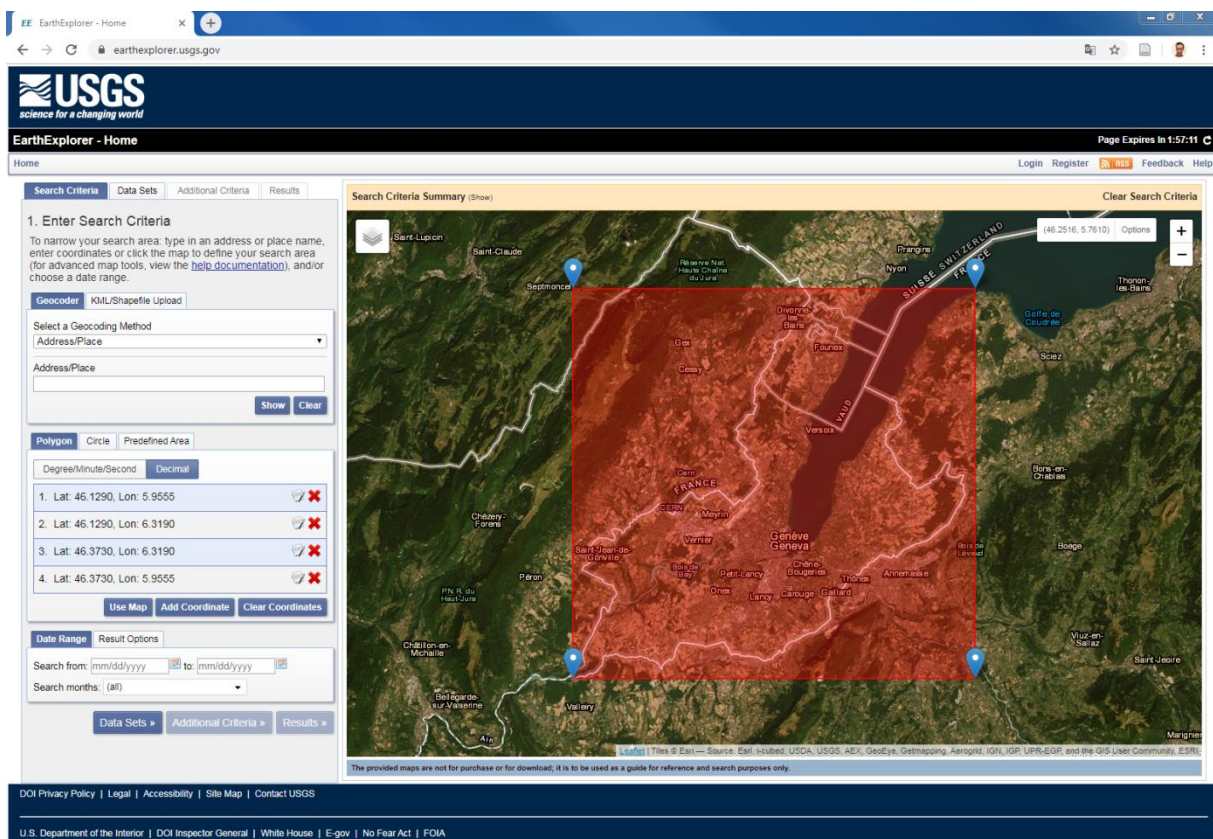 EE EarthExplorer - Home
earthexplorer.usgs.gov
USGS
science for a changing world
EarthExplorer - Home
Page Expires In 1:57:11
Home
Login Register RSS Feedback Help
Search Criteria Data Sets Additional Criteria Results
1. Enter Search Criteria
To narrow your search area: type in an address or place name,
enter coordinates or click the map to define your search area
(for advanced map tools, view the help documentation), and/or
choose a date range.
Geocoder KML/Shapefile Upload
Select a Geocoding Method
Address/Place
Address/Place
Show Clear
Polygon Circle Predefined Area
Degree/Minute/Second Decimal
1. Lat: 46.1290, Lon: 5.9555
2. Lat: 46.1290, Lon: 6.3190
3. Lat: 46.3730, Lon: 6.3190
4. Lat: 46.3730, Lon: 5.9555
Use Map Add Coordinate Clear Coordinates
Date Range Result Options
Search from: mm/dd/yyyy to: mm/dd/yyyy
Search months: (all)
Data Sets » Additional Criteria » Results »
Search Criteria Summary (Show)
Clear Search Criteria
(46.2516, 5.7610) Options
+
−
Saint-Lupicin
Saint-Claude
Septmoncel
Réserve Nat.
Haute Chaîne
du Jura
Prangins
Nyon
SUISSE SWITZERLAND
FRANCE
Thonon-
les-Bains
Golfe de
Coudrée
Sciez
Divonne-
les-
Bains
Founex
Gex
Cessy
VAUD
Versoix
Bons-en-
Chablais
Cern
FRANCE
CERN
Meyrin
Chézery-
Forens
Vernier
Genève
Geneva
Saint-Jean-de-
Gonville
Boëge
Bois de
Bay
Petit-Lancy
Chêne-
Bougeries
Thônex
Annemasse
Péron
P.N.R. du
Haut-Jura
Onex
Lancy
Carouge
Gaillard
Châtillon-en-
Michaille
Viuz-en-
Sallaz
Saint-Jeoire
Bellegarde-
sur-Valserine
Valleiry
Ain
Marignier
Leaflet | Tiles © Esri — Source: Esri, i-cubed, USDA, USGS, AEX, GeoEye, Getmapping, Aerogrid, IGN, IGP, UPR-EGP, and the GIS User Community, ESRI
The provided maps are not for purchase or for download; it is to be used as a guide for reference and search purposes only.
DOI Privacy Policy | Legal | Accessibility | Site Map | Contact USGS
U.S. Department of the Interior | DOI Inspector General | White House | E-gov | No Fear Act | FOIA